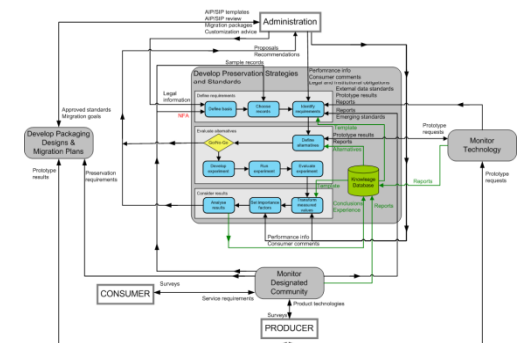 AIP/SIP templates
AIP/SIP review
Migration packages
Customization advice
Administration
Proposals
Recommendations
Sample records
Performance info
Consumer comments
Legal and Institutional obligations
Develop Preservation Strategies
and Standards
External data standards
Prototype results
Reports
Reports
Emerging standards
Define requirements
Legal
information
Define basis
Choose
records
Identify
requirements
NFA
Template
Approved standards
Migration goals
Evaluate alternatives
Go/No-Go
Define
alternatives
Prototype results
Reports
Alternatives
Prototype
requests
Develop Packaging
Designs &
Migration Plans
Monitor
Technology
Develop
experiment
Run
experiment
Evaluate
experiment
Knowledge
Database
Reports
Prototype
results
Preservation
requirements
Prototype
requests
Template
Consider results
Analyse
results
Set importance
factors
Transform
measured
values
Conclusions
Experience
Reports
Performance info
Consumer comments
Monitor
Designated
Community
CONSUMER
Surveys
Service requirements
Product technologies
Surveys
PRODUCER